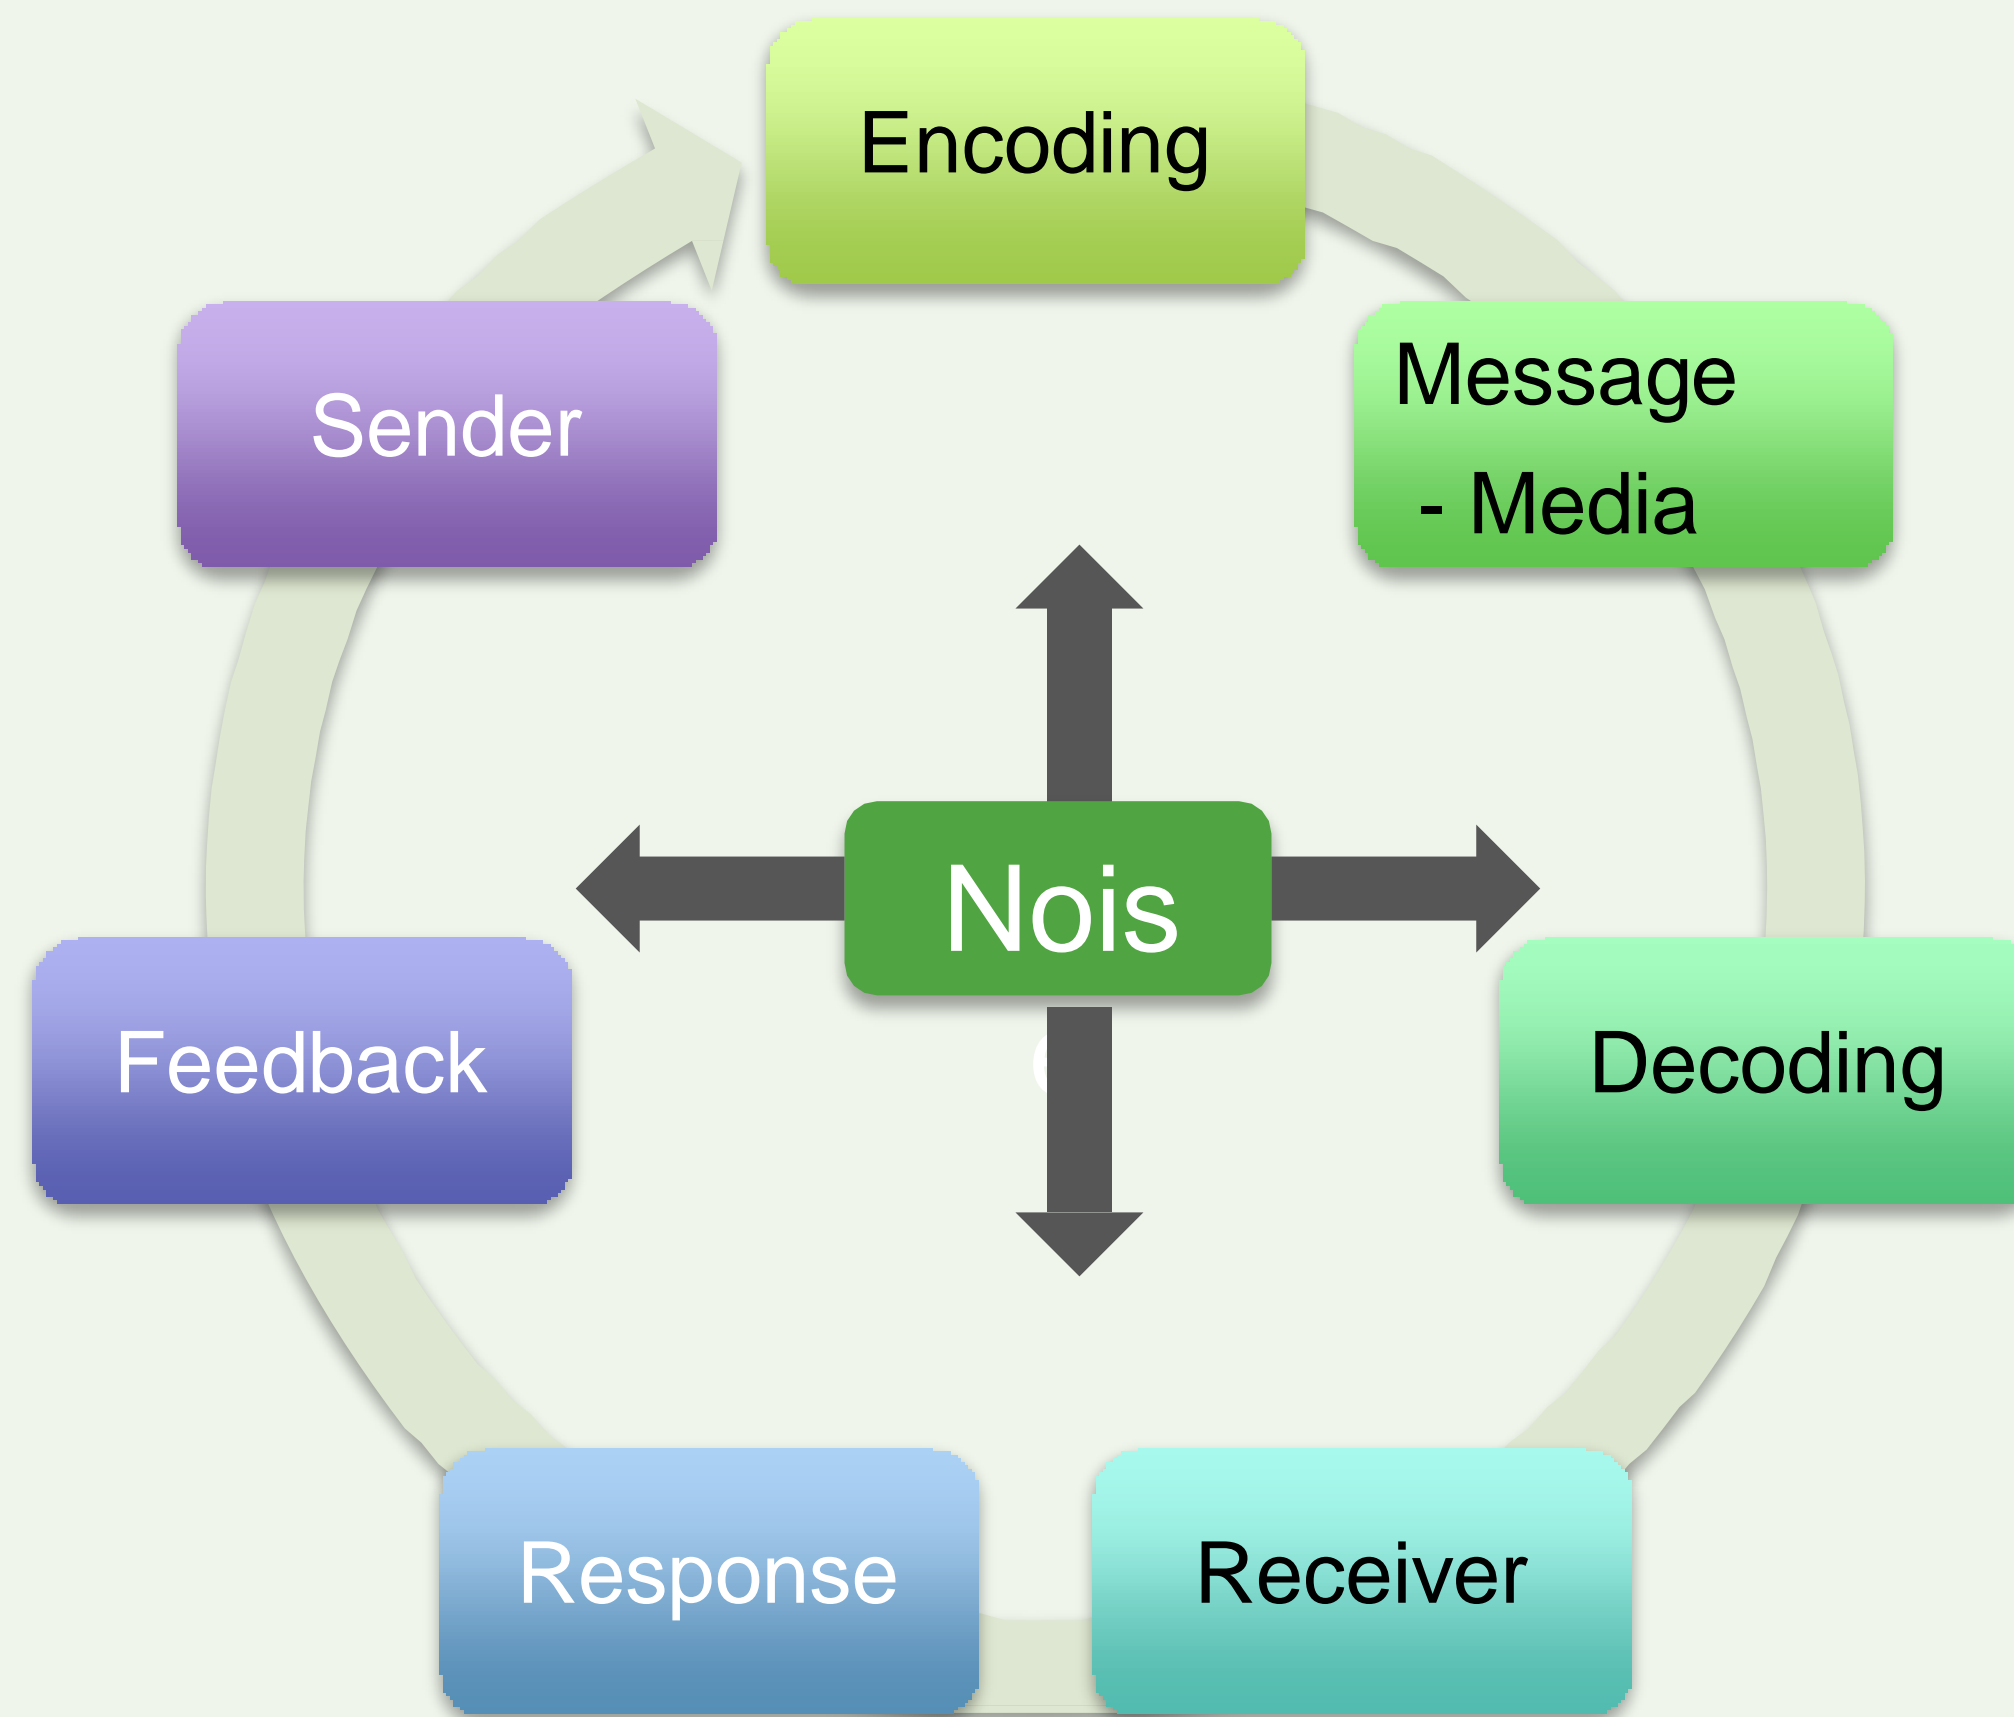 Encoding
Sender
Message
- Media
Nois
e
Feedback
Decoding
Response
Receiver